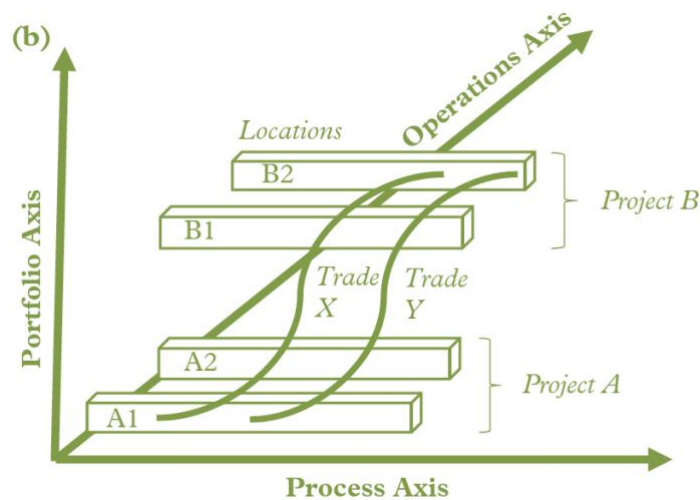 (b)
Portfolio Axis
Operations Axis
Locations
B2
B1
Project B
Trade
X
Trade
Y
A2
A1
Project A
Process Axis